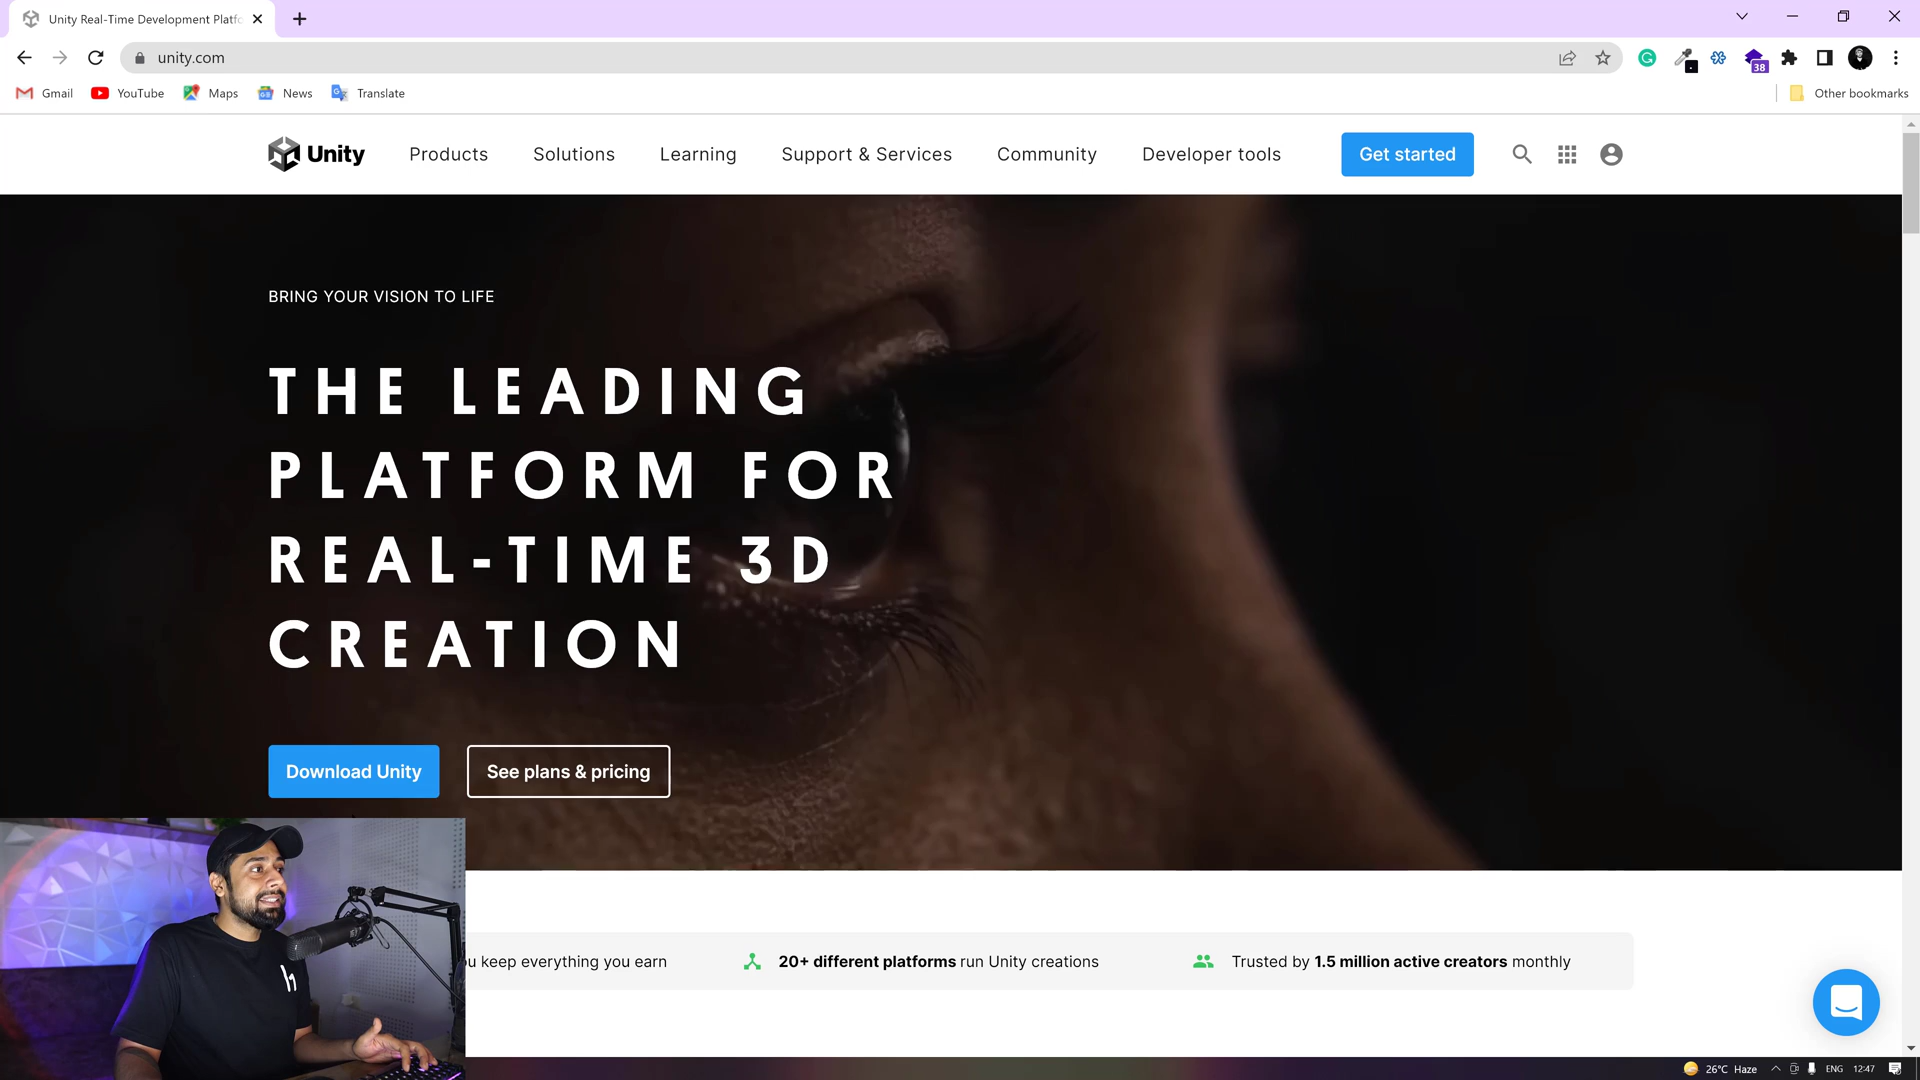 Unity Real-Time Development Platfo
unity.com
38
Gmail YouTube Maps News Translate Other bookmarks
Unity Products Solutions Learning Support & Services Community Developer tools Get started
BRING YOUR VISION TO LIFE
THE LEADING
PLATFORM FOR
REAL-TIME 3D
CREATION
Download Unity See plans & pricing
u keep everything you earn 20+ different platforms run Unity creations Trusted by 1.5 million active creators monthly
26°C Haze ENG 12:47